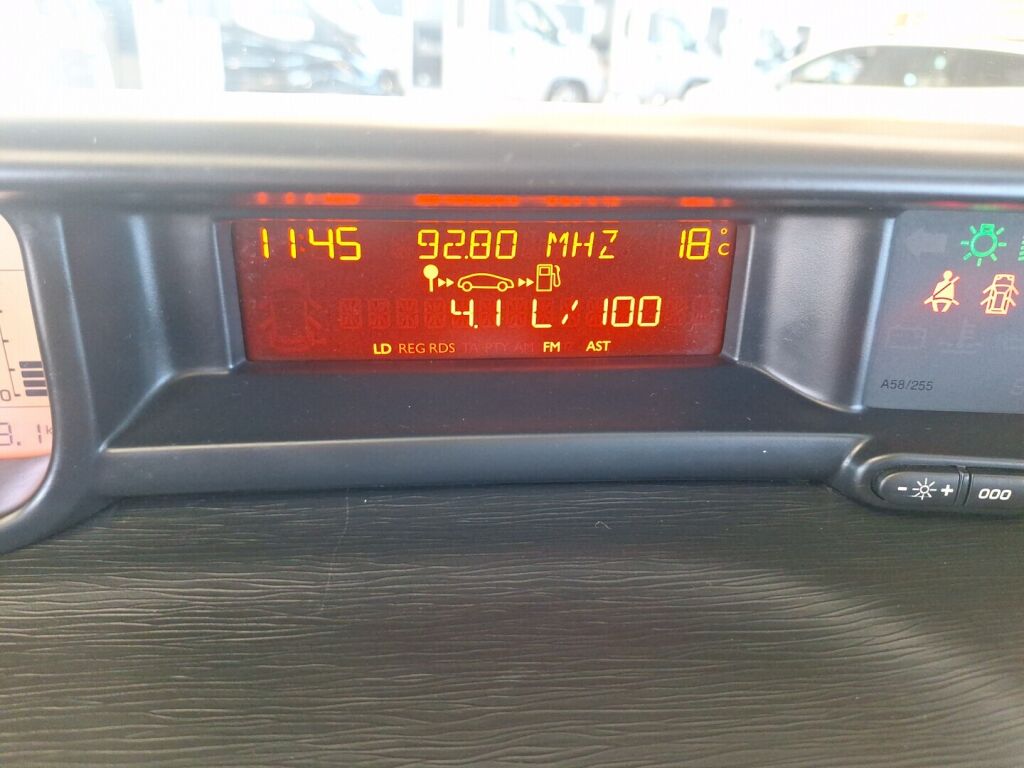 11:45 92.80 MHZ 18°C
4.1 L/100
LD REG RDS TA PTY AM FM AST
A58/255
- + 000